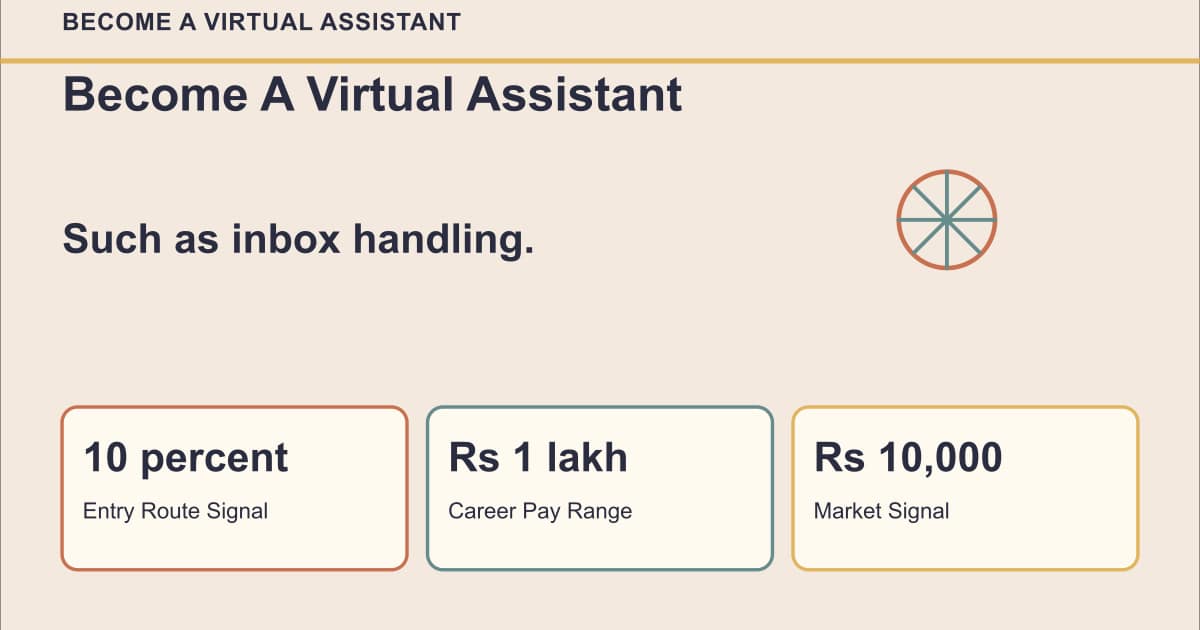 BECOME A VIRTUAL ASSISTANT
Become A Virtual Assistant
Such as inbox handling.
10 percent
Entry Route Signal
Rs 1 lakh
Career Pay Range
Rs 10,000
Market Signal